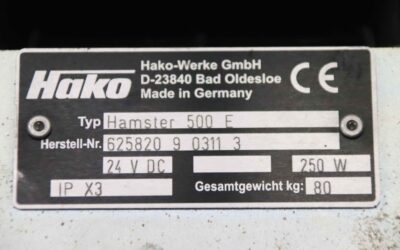 Hako
Hako-Werke GmbH
D-23840 Bad Oldesloe
Made in Germany
CE
Typ Hamster 500 E
Herstell-Nr. 625820 9 0311 3
24 V DC 250 W
IP X3 Gesamtgewicht kg: 80